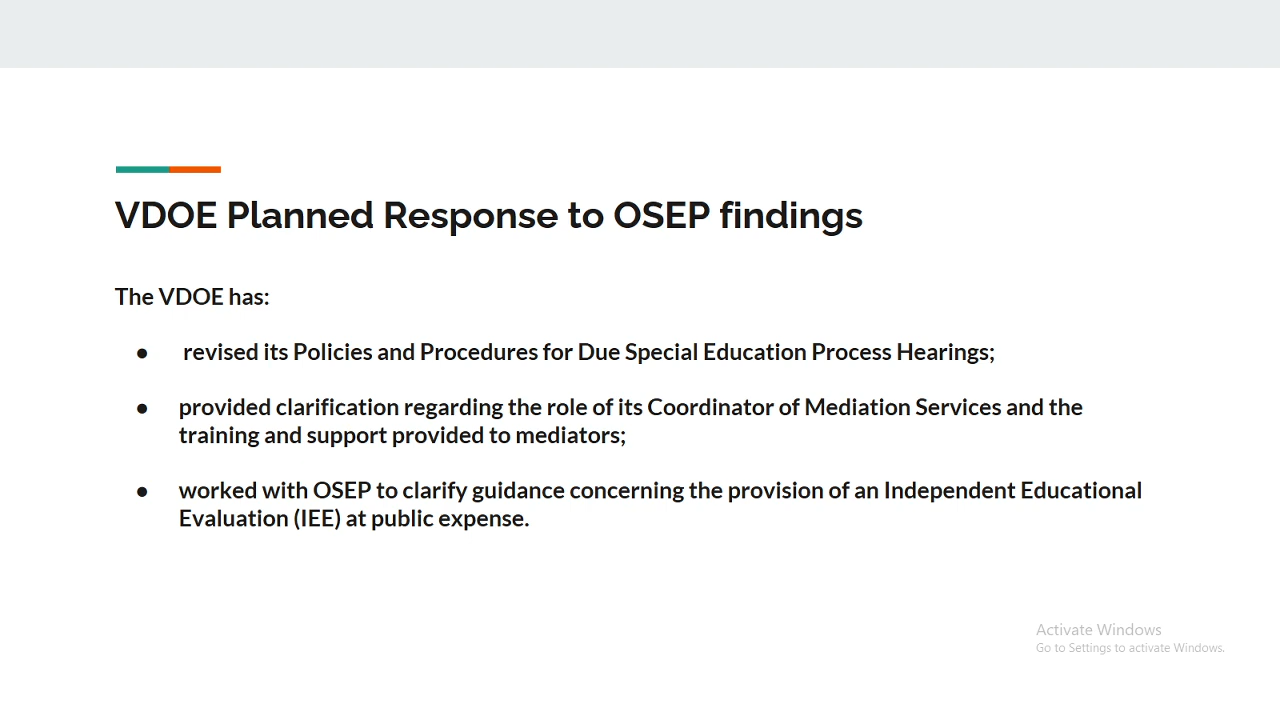 VDOE Planned Response to OSEP findings
The VDOE has:
● revised its Policies and Procedures for Due Special Education Process Hearings;
● provided clarification regarding the role of its Coordinator of Mediation Services and the
training and support provided to mediators;
● worked with OSEP to clarify guidance concerning the provision of an Independent Educational
Evaluation (IEE) at public expense.
Activate Windows
Go to Settings to activate Windows.